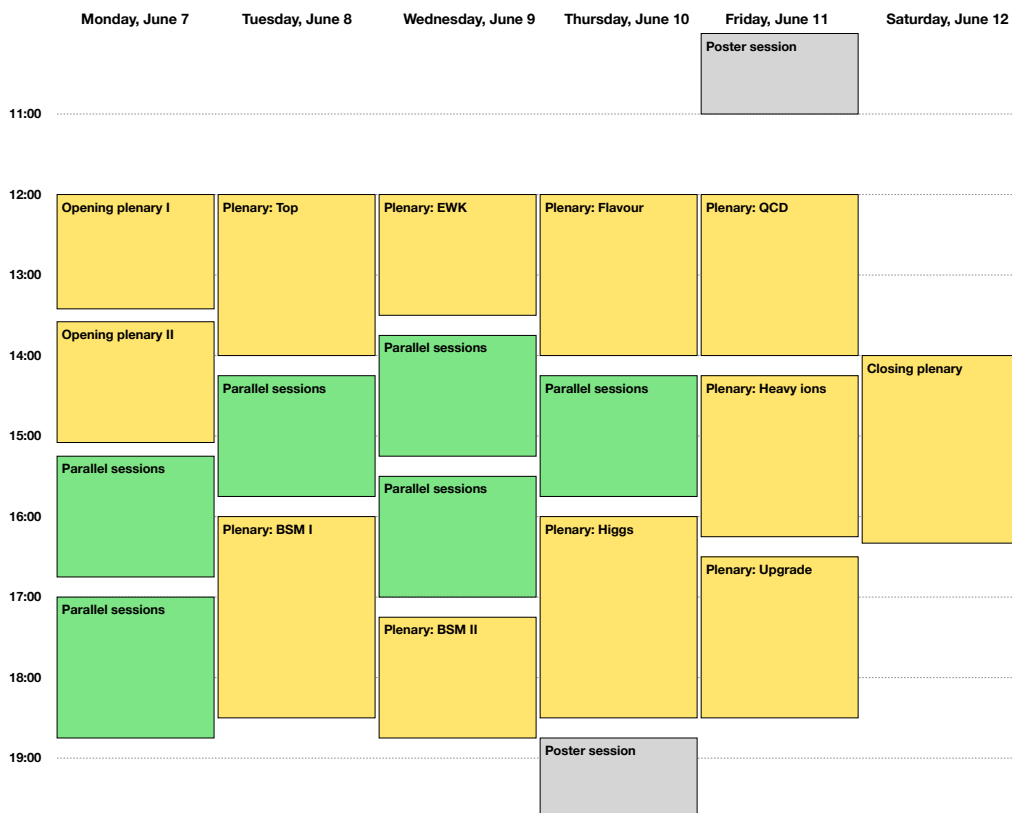 Monday, June 7
Tuesday, June 8
Wednesday, June 9
Thursday, June 10
Friday, June 11
Saturday, June 12
Poster session
11:00
12:00
Opening plenary I
Plenary: Top
Plenary: EWK
Plenary: Flavour
Plenary: QCD
13:00
Opening plenary II
Parallel sessions
14:00
Closing plenary
Parallel sessions
Parallel sessions
Plenary: Heavy ions
15:00
Parallel sessions
Parallel sessions
16:00
Plenary: BSM I
Plenary: Higgs
Plenary: Upgrade
17:00
Parallel sessions
Plenary: BSM II
18:00
Poster session
19:00